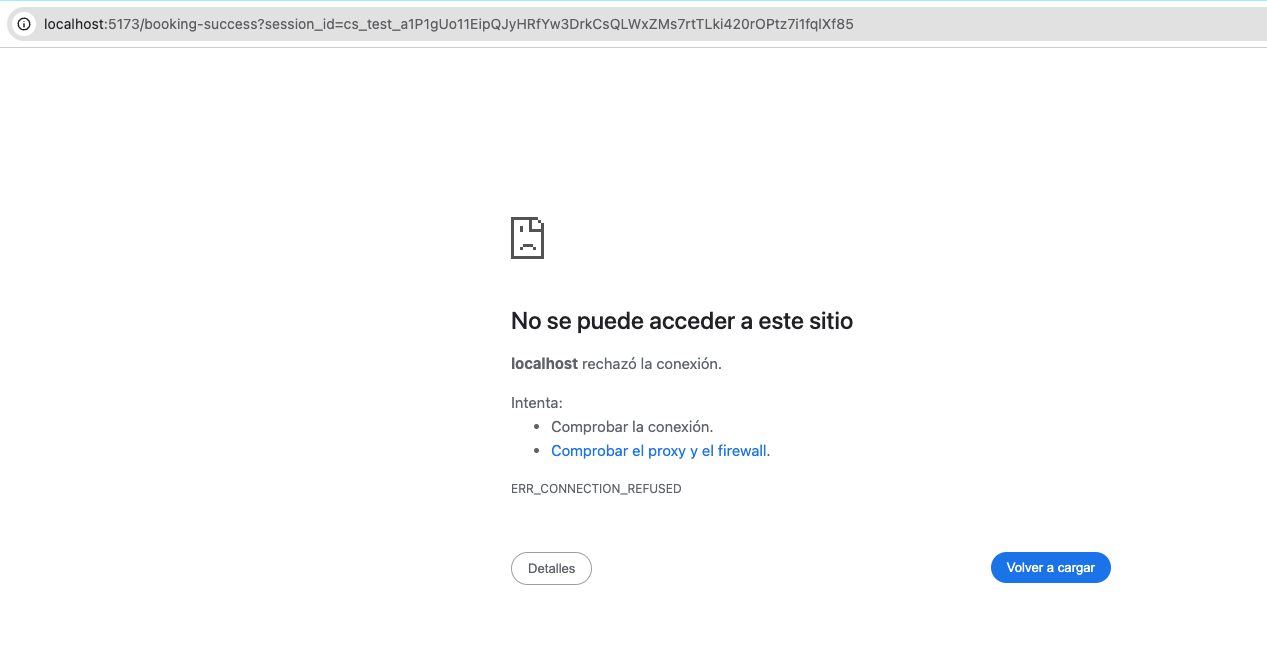 localhost:5173/booking-success?session_id=cs_test_a1P1gUo11EipQJyHRfYw3DrkCsQLWxZMs7rtTLki420rOPtz7i1fqlXf85
No se puede acceder a este sitio
localhost rechazó la conexión.
Intenta:
• Comprobar la conexión.
• Comprobar el proxy y el firewall.
ERR_CONNECTION_REFUSED
Detalles
Volver a cargar